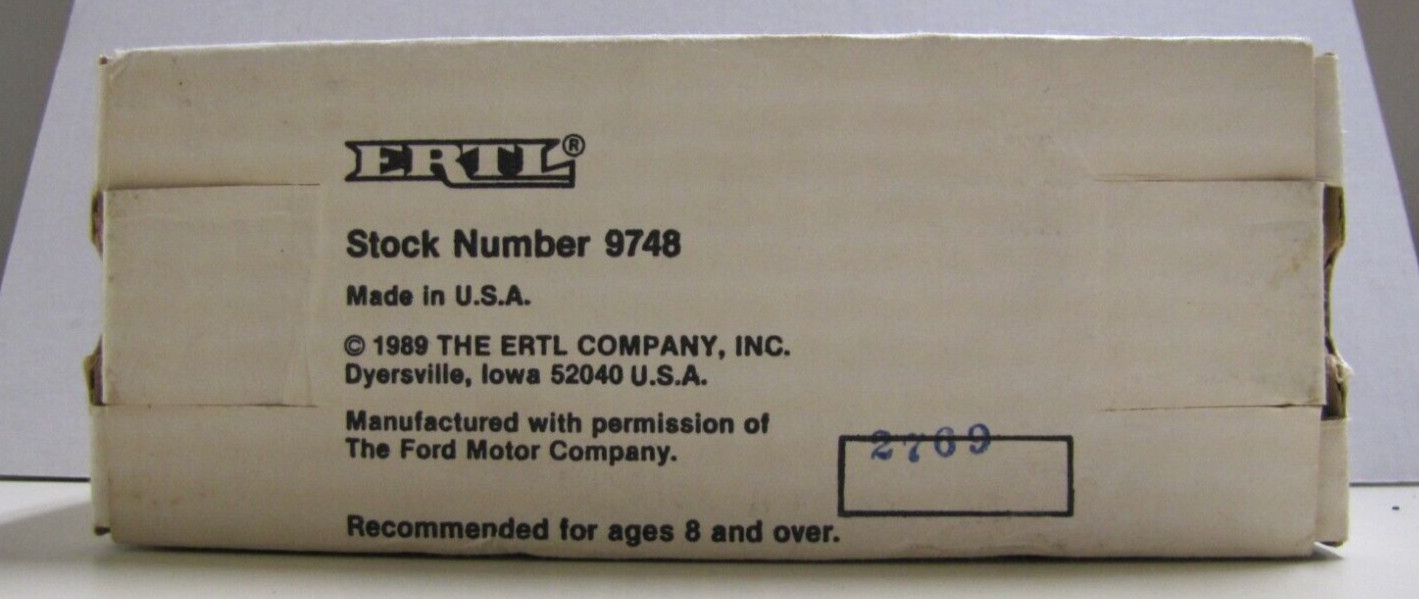 ERTL®
Stock Number 9748
Made in U.S.A.
© 1989 THE ERTL COMPANY, INC.
Dyersville, Iowa 52040 U.S.A.
Manufactured with permission of
The Ford Motor Company.
2769
Recommended for ages 8 and over.